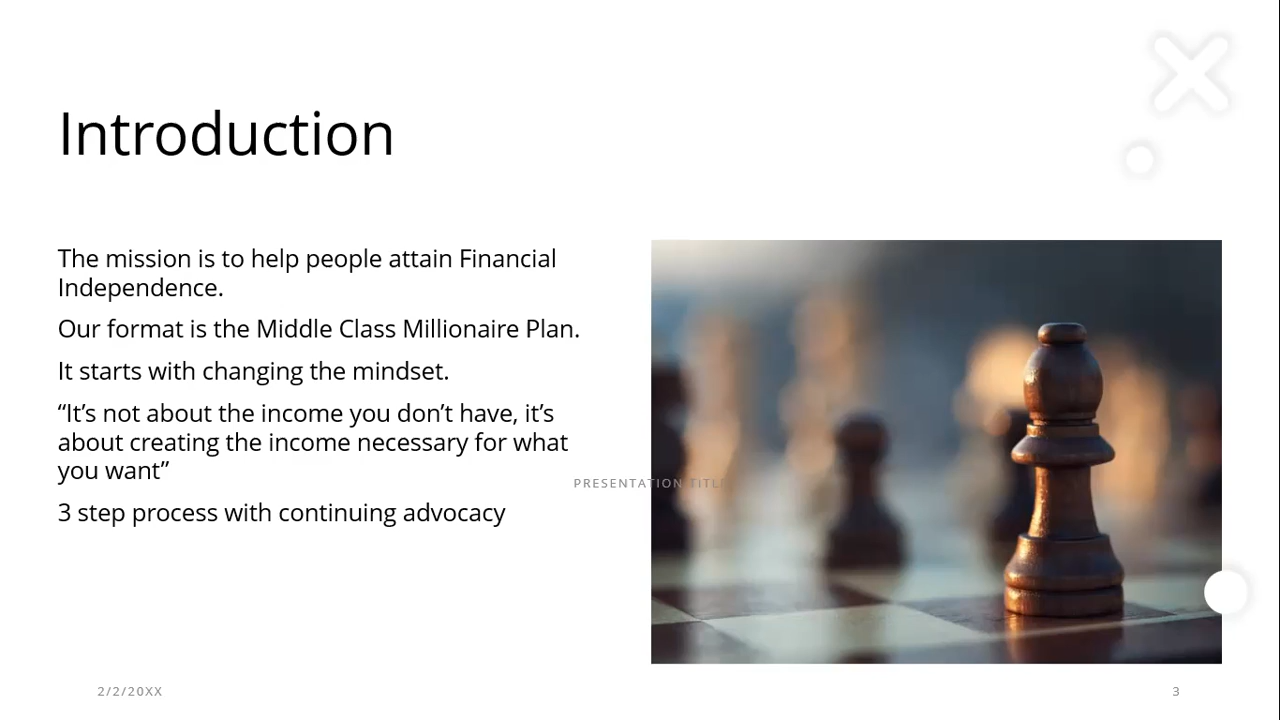 Introduction
The mission is to help people attain Financial
Independence.
Our format is the Middle Class Millionaire Plan.
It starts with changing the mindset.
“It’s not about the income you don’t have, it’s
about creating the income necessary for what
you want”
PRESENTATION TITLE
3 step process with continuing advocacy
2/2/20XX
3